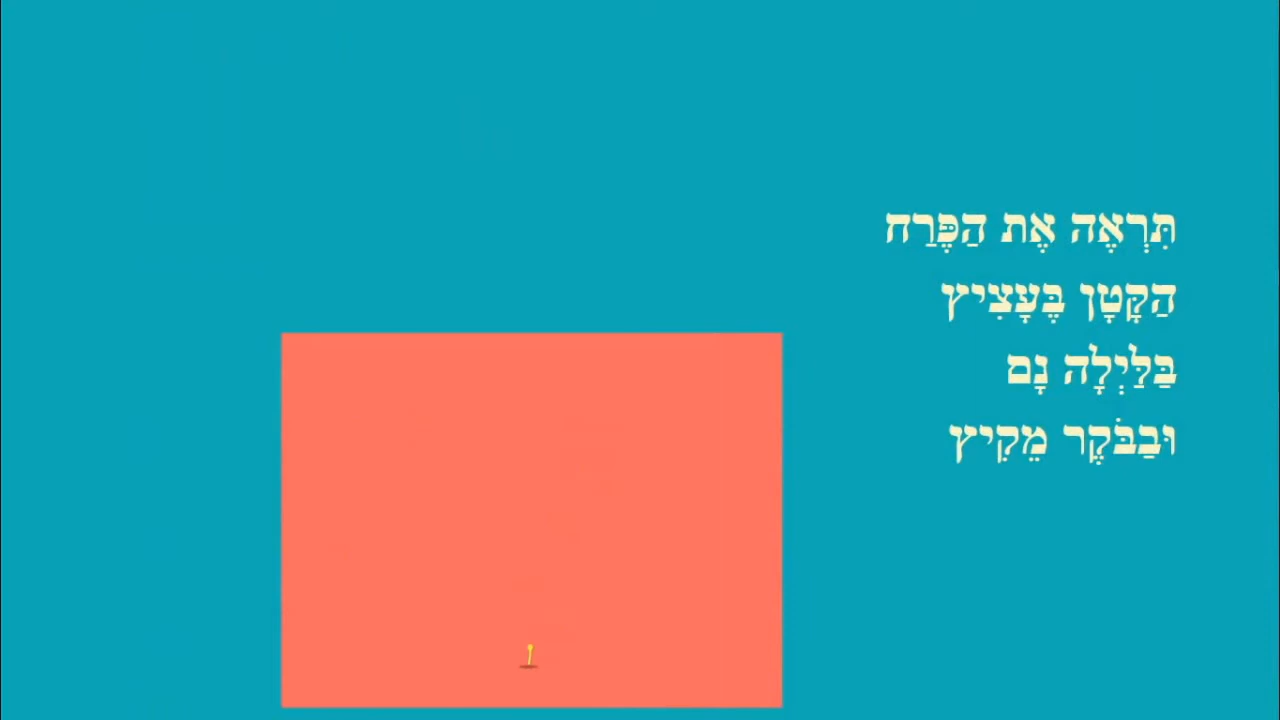 תִּרְאֶה אֶת הַפֶּרַח
הַקָּטָן בֶּעָצִיץ
בַּלַּיְלָה נָם
וּבַבֹּקֶר מֵקִיץ